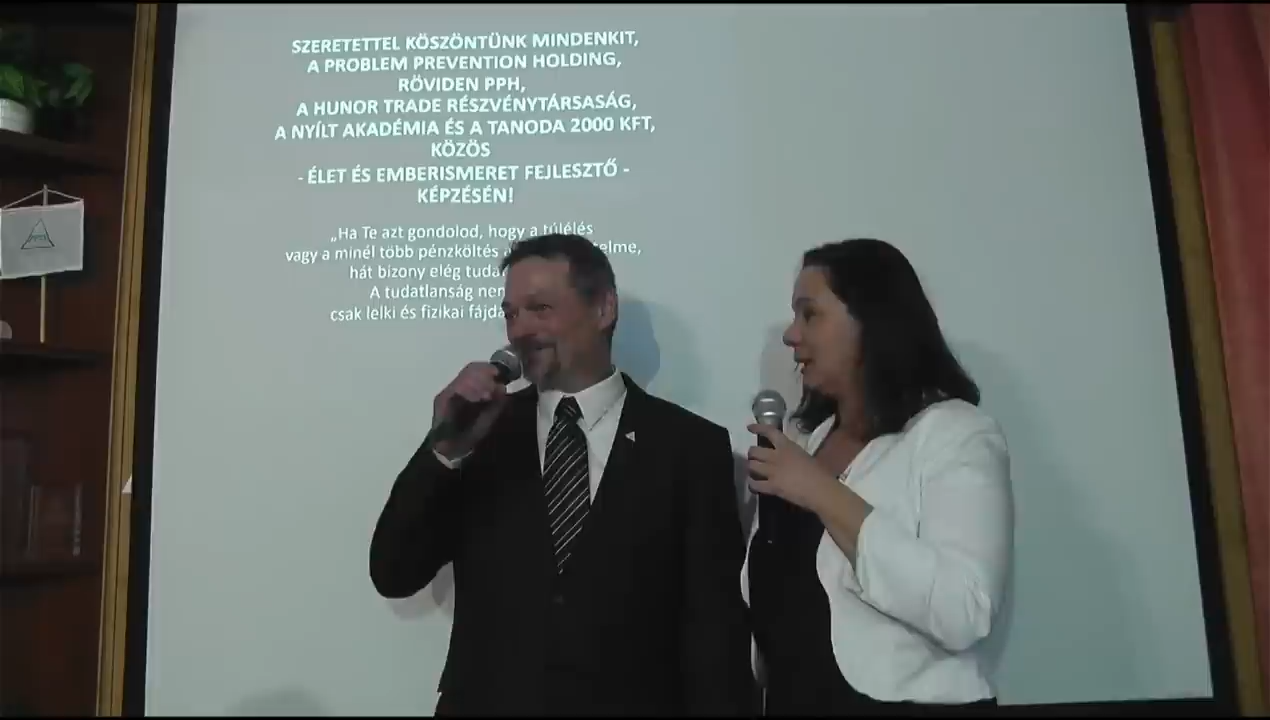 SZERETETTEL KÖSZÖNTÜNK MINDENKIT,
A PROBLEM PREVENTION HOLDING,
RÖVIDEN PPH,
A HUNOR TRADE RÉSZVÉNYTÁRSASÁG,
A NYÍLT AKADÉMIA ÉS A TANODA 2000 KFT,
KÖZÖS
- ÉLET ÉS EMBERISMERET FEJLESZTŐ -
KÉPZÉSÉN!
„Ha Te azt gondolod, hogy a túlélés
vagy a minél több pénzköltés
hát bizony elég
A tudatlanság
csak lelki és fizikai